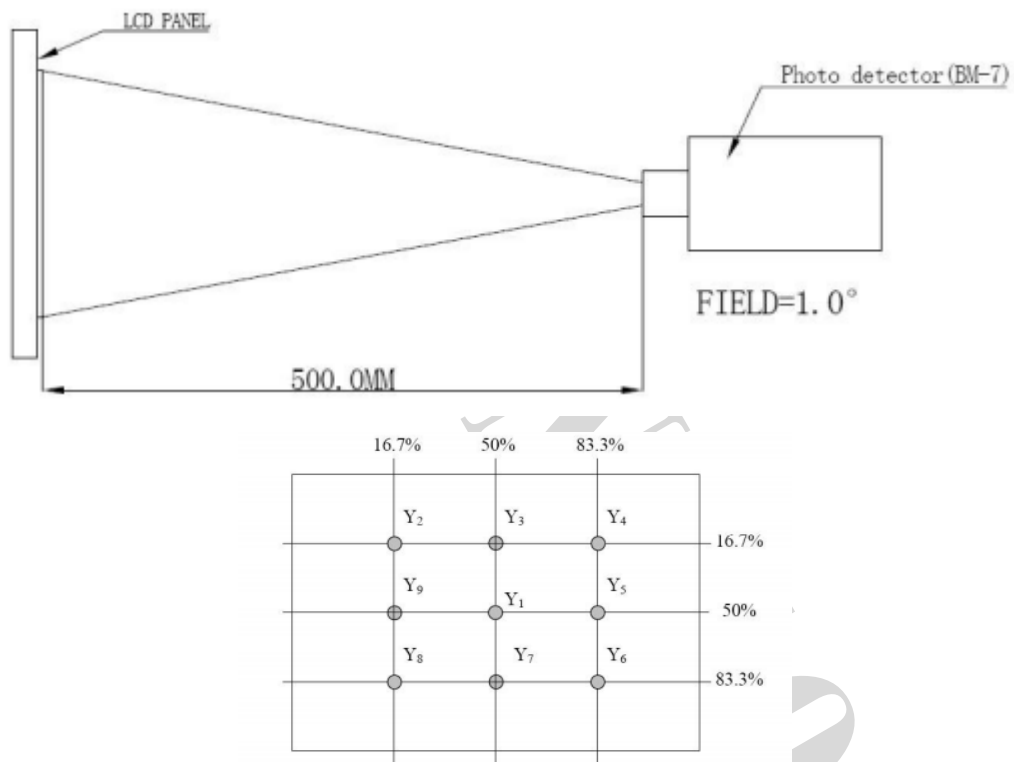 LCD PANEL
Photo detector(BM-7)
FIELD=1.0°
500.0MM
16.7% 50% 83.3%
Y2 Y3 Y4
16.7%
Y9 Y1 Y5
50%
Y8 Y7 Y6
83.3%